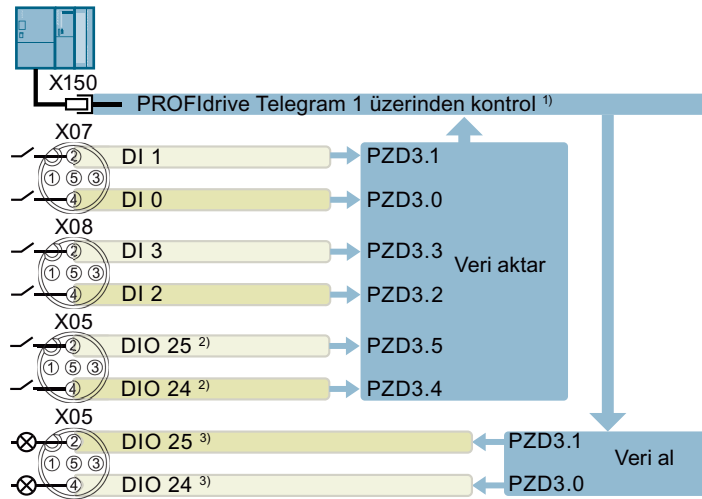 X150
PROFIdrive Telegram 1 üzerinden kontrol 1)
X07
2 DI 1 PZD3.1
1 5 3
4 DI 0 PZD3.0
X08
2 DI 3 PZD3.3
Veri aktar
1 5 3
4 DI 2 PZD3.2
X05
2 DIO 25 2) PZD3.5
1 5 3
4 DIO 24 2) PZD3.4
X05
2 DIO 25 3) PZD3.1
1 5 3 Veri al
4 DIO 24 3) PZD3.0